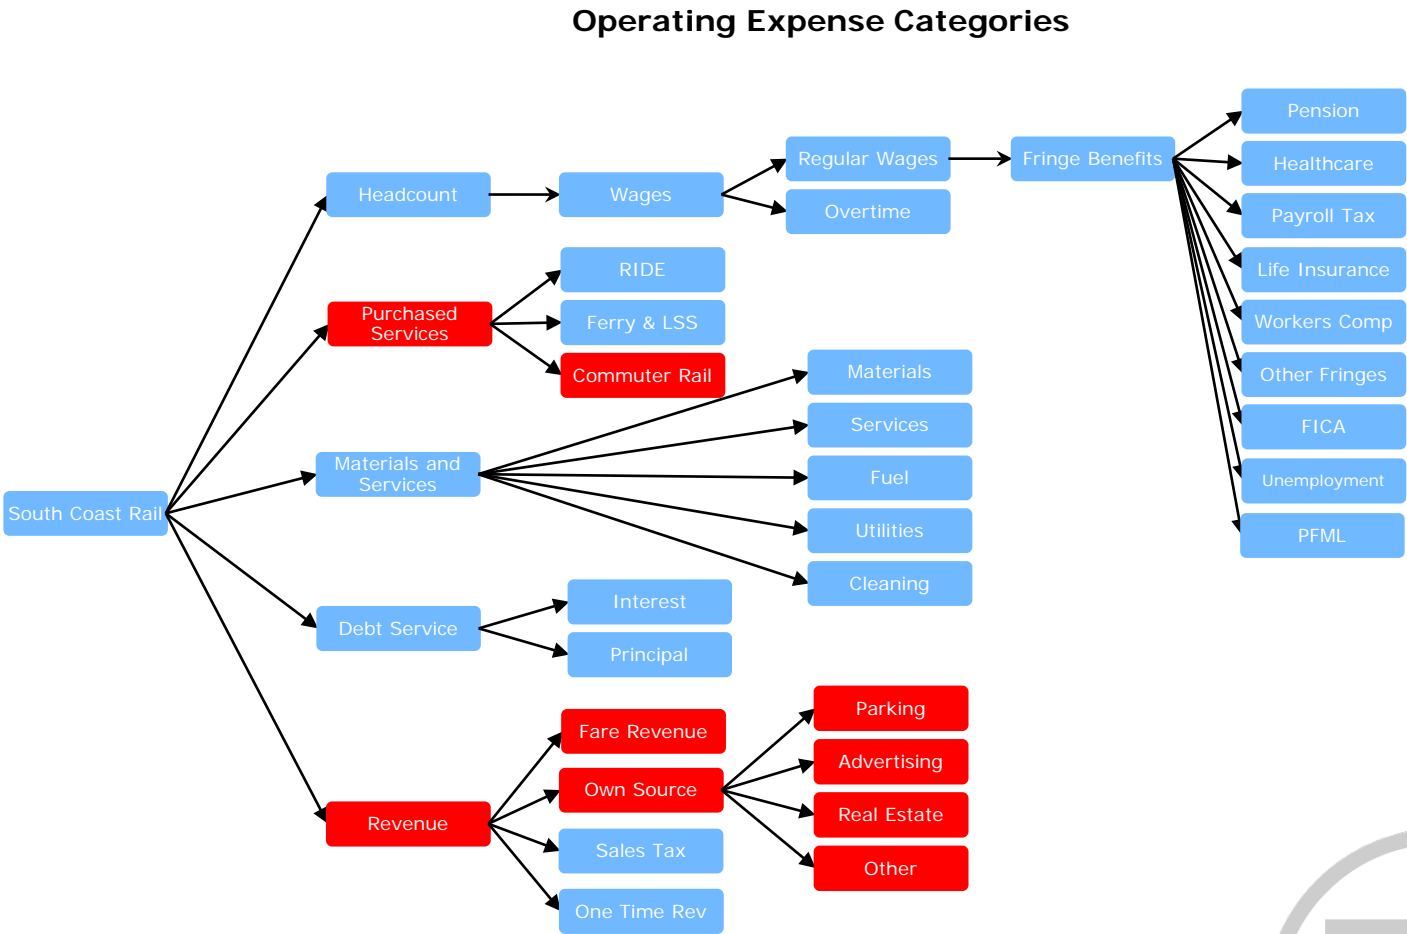 Operating Expense Categories
South Coast Rail
Headcount
Wages
Regular Wages
Overtime
Fringe Benefits
Pension
Healthcare
Payroll Tax
Life Insurance
Workers Comp
Other Fringes
FICA
Unemployment
PFML
Purchased
Services
RIDE
Ferry & LSS
Commuter Rail
Materials and
Services
Materials
Services
Fuel
Utilities
Cleaning
Debt Service
Interest
Principal
Revenue
Fare Revenue
Own Source
Sales Tax
One Time Rev
Parking
Advertising
Real Estate
Other